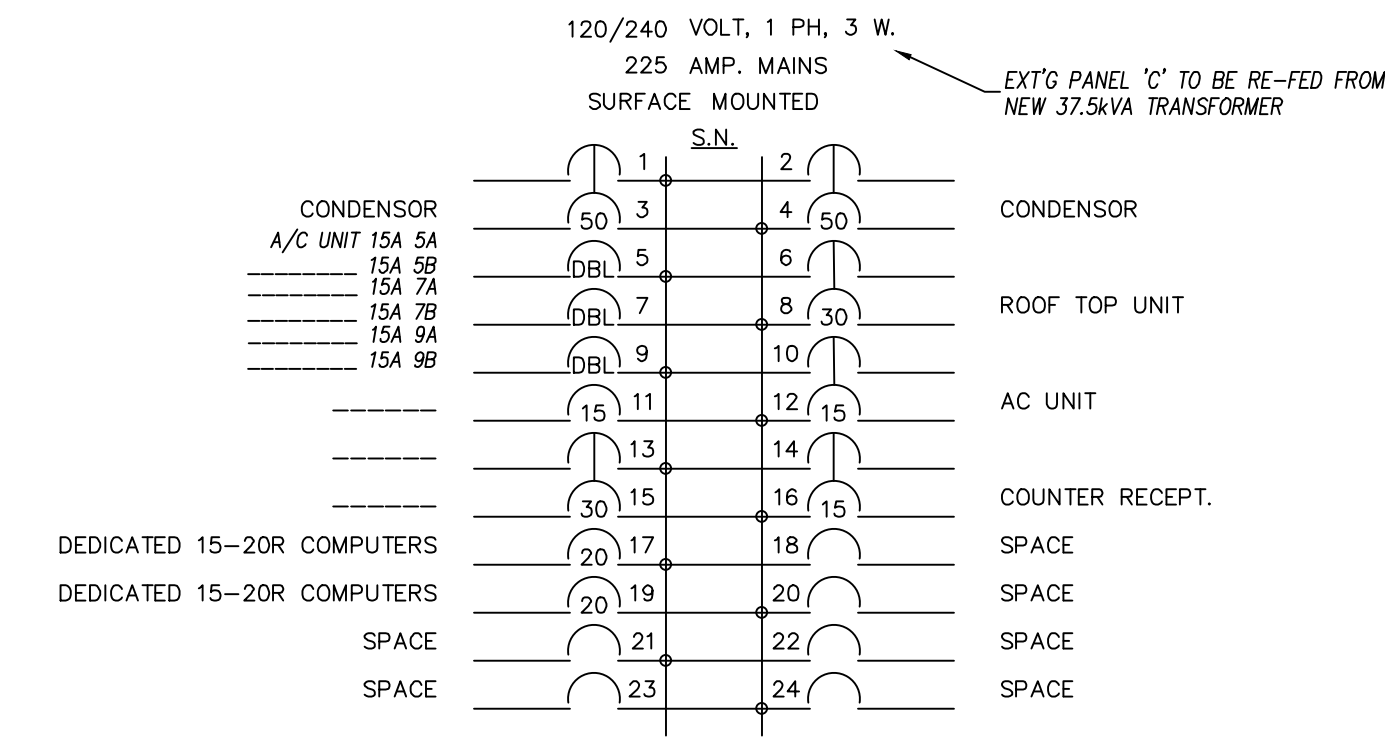 120/240 VOLT, 1 PH, 3 W.
225 AMP. MAINS
SURFACE MOUNTED
S.N.
EXT'G PANEL 'C' TO BE RE-FED FROM
NEW 37.5kVA TRANSFORMER
1 2
CONDENSOR 50 3 4 50 CONDENSOR
A/C UNIT 15A 5A
________ 15A 5B DBL 5 6
________ 15A 7A
________ 15A 7B DBL 7 8 30 ROOF TOP UNIT
________ 15A 9A
________ 15A 9B DBL 9 10
______ 15 11 12 15 AC UNIT
______ 13 14
______ 30 15 16 15 COUNTER RECEPT.
DEDICATED 15-20R COMPUTERS 20 17 18 SPACE
DEDICATED 15-20R COMPUTERS 20 19 20 SPACE
SPACE 21 22 SPACE
SPACE 23 24 SPACE